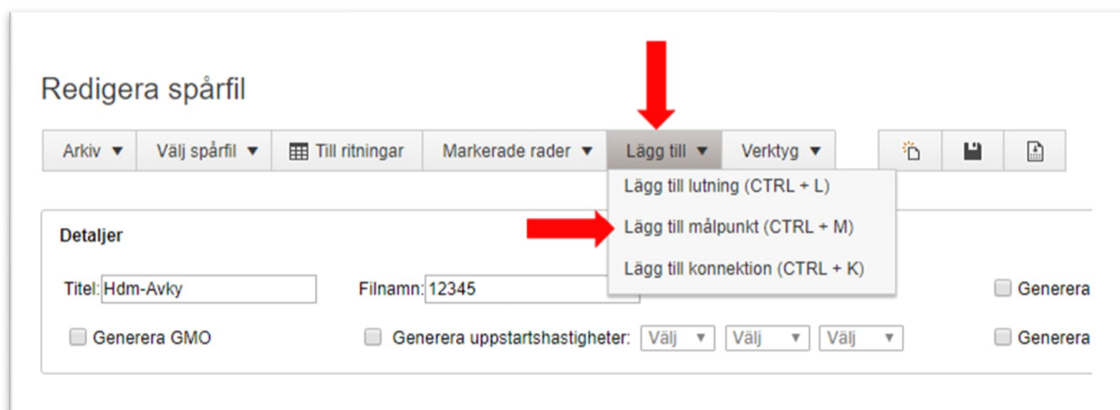 Redigera spårfil
Arkiv Välj spårfil Till ritningar Markerade rader Lägg till Verktyg
Lägg till lutning (CTRL + L)
Lägg till målpunkt (CTRL + M)
Lägg till konnektion (CTRL + K)
Detaljer
Titel: Hdm-Avky Filnamn: 12345 Generera
Generera GMO Generera uppstartshastigheter: Välj Välj Välj Generera